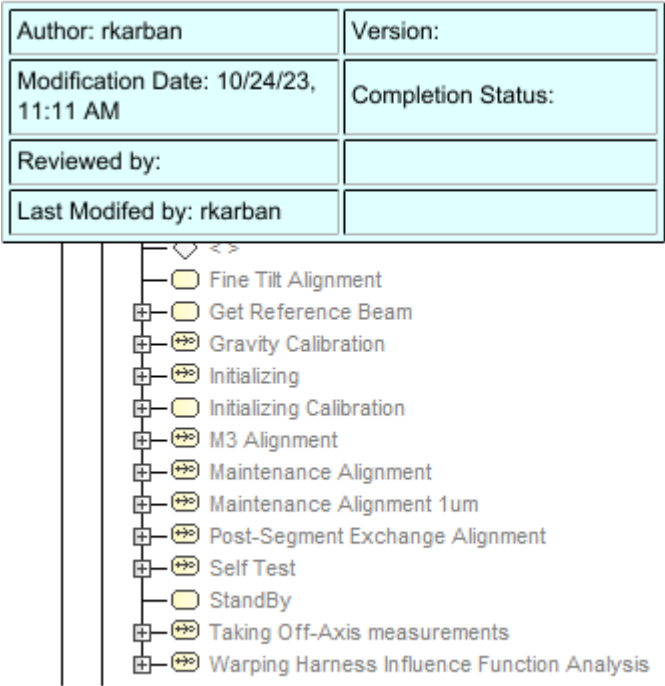 Author: rkarban
Version:
Modification Date: 10/24/23,
11:11 AM
Completion Status:
Reviewed by:
Last Modifed by: rkarban
< >
Fine Tilt Alignment
Get Reference Beam
Gravity Calibration
Initializing
Initializing Calibration
M3 Alignment
Maintenance Alignment
Maintenance Alignment 1um
Post-Segment Exchange Alignment
Self Test
StandBy
Taking Off-Axis measurements
Warping Harness Influence Function Analysis